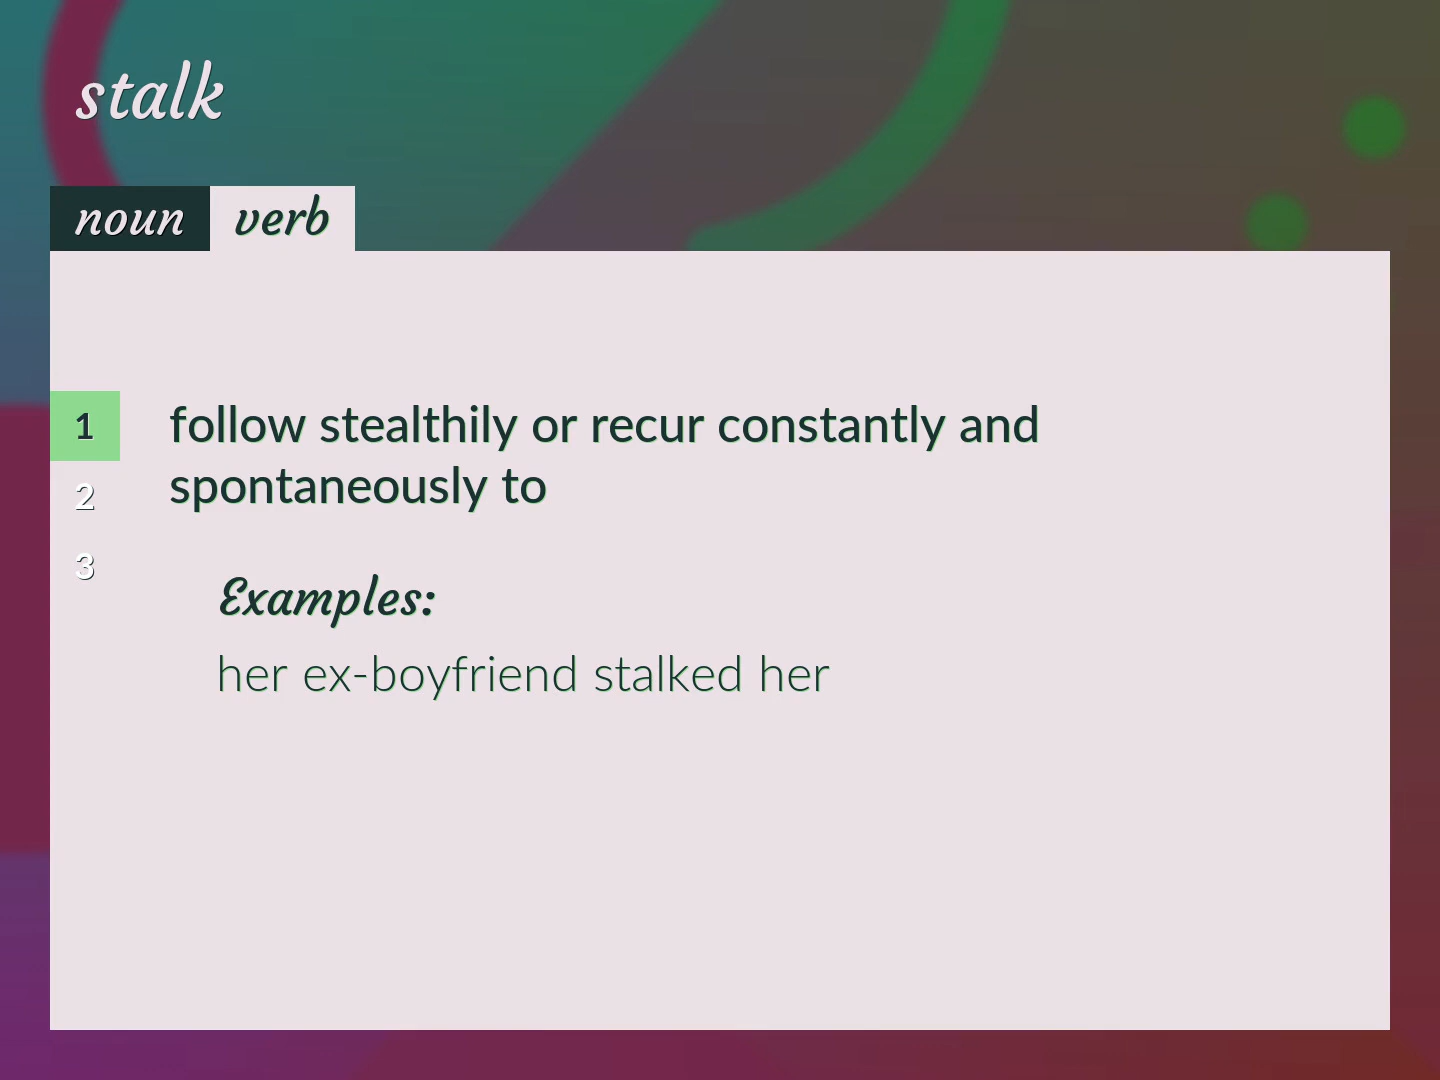 stalk
noun verb
1 follow stealthily or recur constantly and
2 spontaneously to
3
Examples:
her ex-boyfriend stalked her